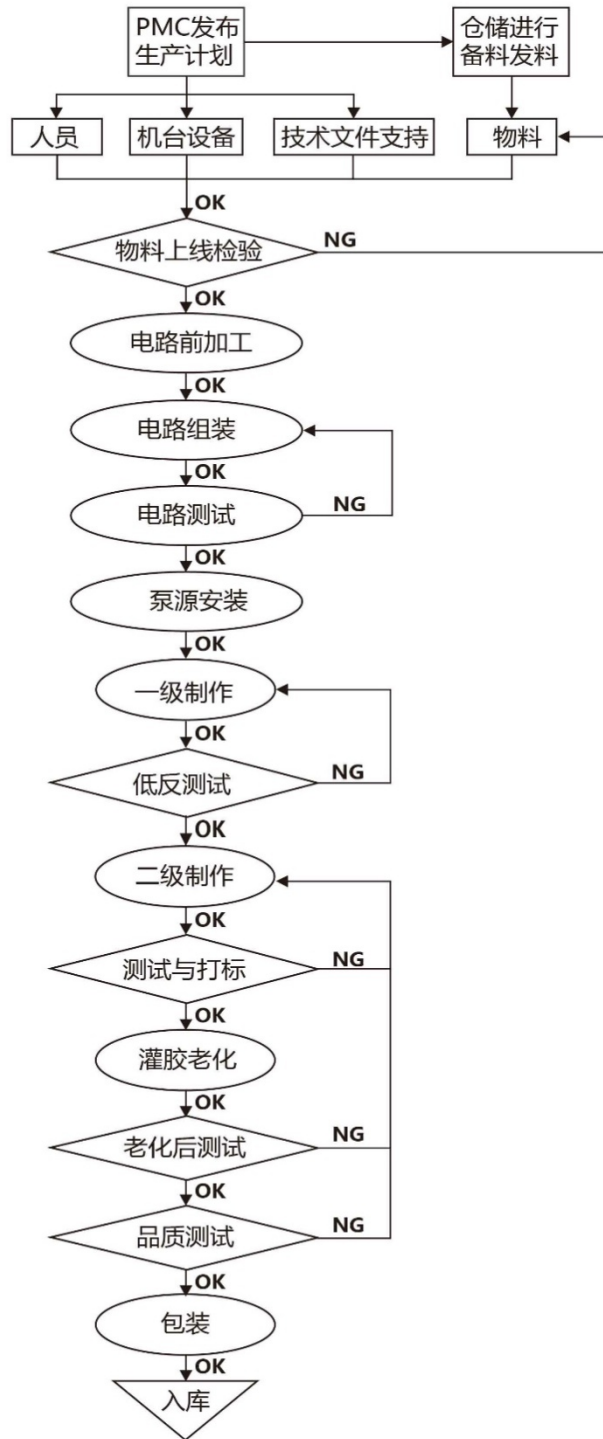 PMC发布
生产计划
仓储进行
备料发料
人员
机台设备
技术文件支持
物料
OK
物料上线检验
NG
OK
电路前加工
OK
电路组装
OK
电路测试
NG
OK
泵源安装
OK
一级制作
OK
低反测试
NG
OK
二级制作
OK
测试与打标
NG
OK
灌胶老化
OK
老化后测试
NG
OK
品质测试
NG
OK
包装
OK
入库